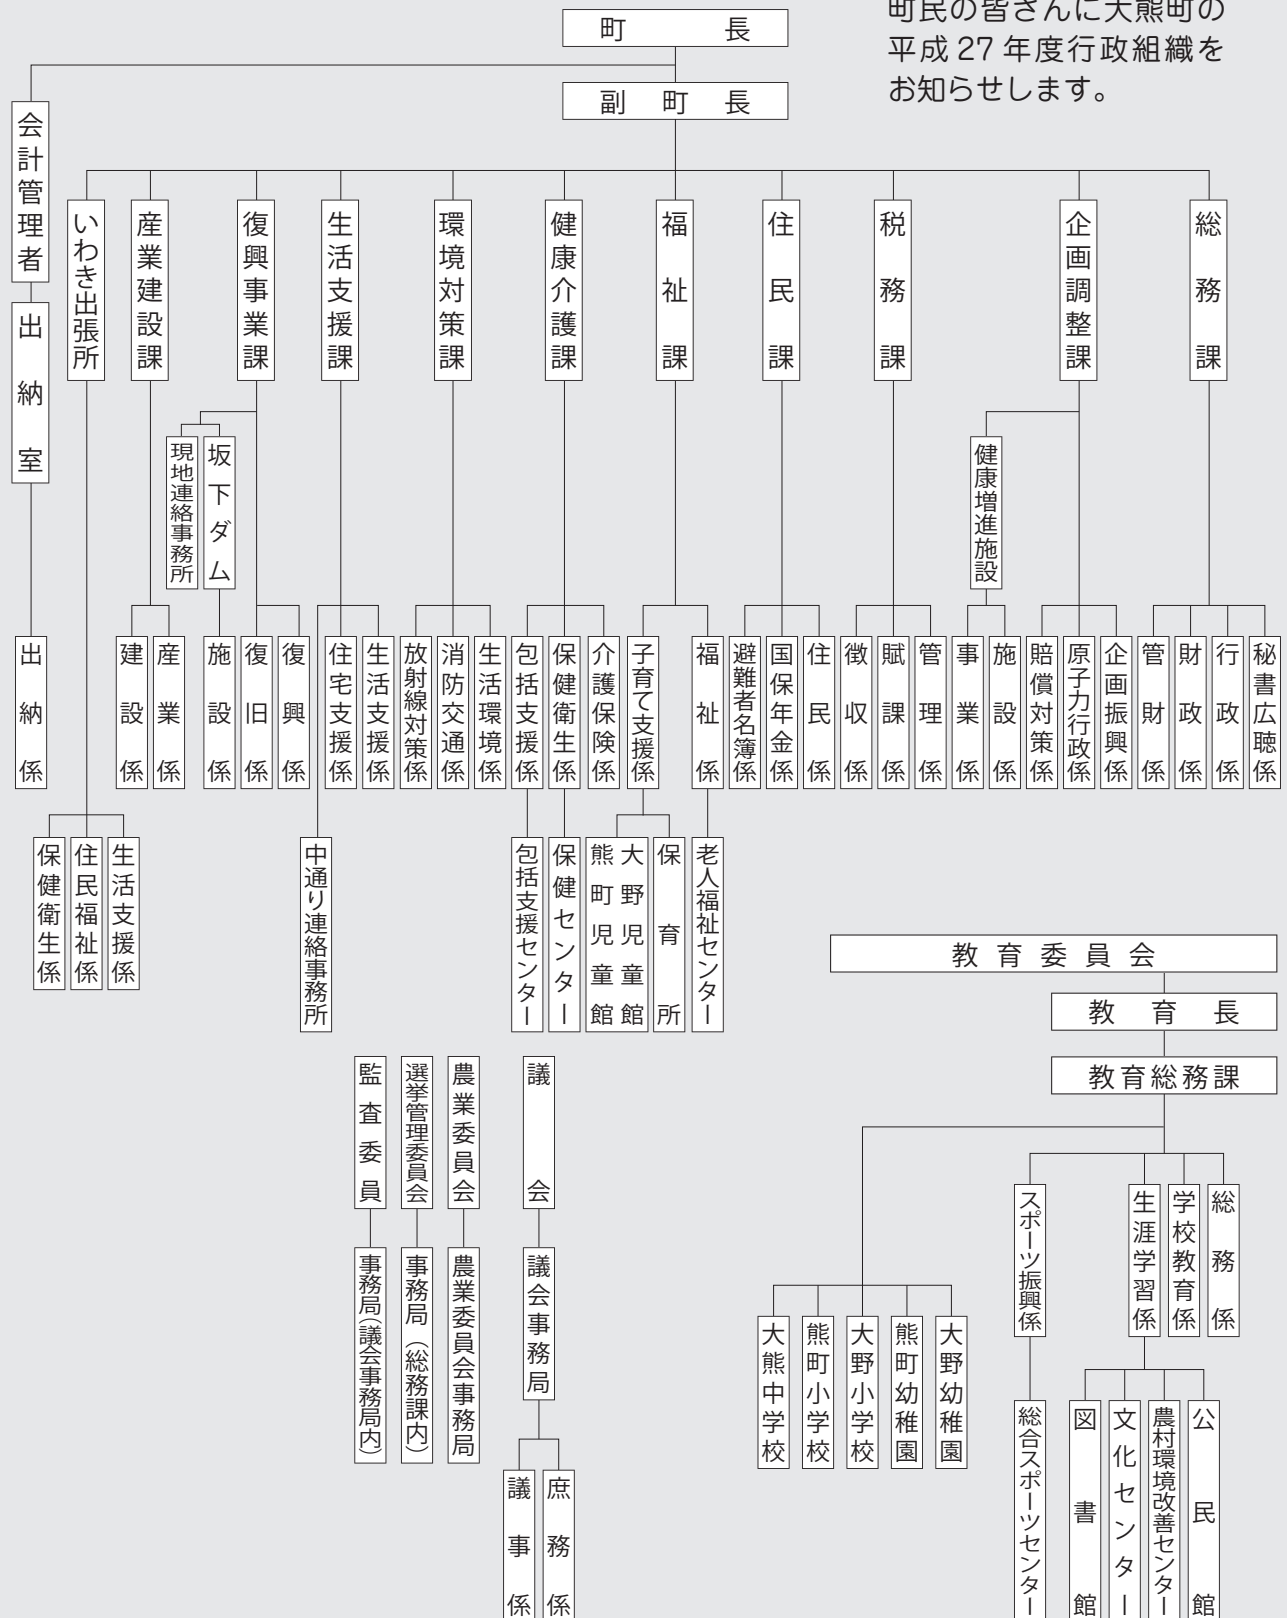 町民の皆さんに大熊町の
平成27年度行政組織を
お知らせします。
町長
副町長
会計管理者
出納室
出納係
総務課
企画調整課
税務課
住民課
福祉課
健康介護課
環境対策課
生活支援課
復興事業課
産業建設課
いわき出張所
健康増進施設
坂下ダム
現地連絡事務所
秘書広聴係
行政係
財政係
管財係
企画振興係
原子力行政係
賠償対策係
施設係
事業係
管理係
賦課係
徴収係
住民係
国保年金係
避難者名簿係
福祉係
子育て支援係
介護保険係
保健衛生係
包括支援係
生活環境係
消防交通係
放射線対策係
生活支援係
住宅支援係
復興係
復旧係
施設係
産業係
建設係
老人福祉センター
保育所
大野児童館
熊町児童館
保健センター
包括支援センター
中通り連絡事務所
生活支援係
住民福祉係
保健衛生係
教育委員会
教育長
教育総務課
総務係
学校教育係
生涯学習係
スポーツ振興係
公民館
農村環境改善センター
文化センター
図書館
総合スポーツセンター
大野幼稚園
熊町幼稚園
大野小学校
熊町小学校
大熊中学校
議会
議会事務局
庶務係
議事係
農業委員会
農業委員会事務局
選挙管理委員会
事務局(総務課内)
監査委員
事務局(議会事務局内)